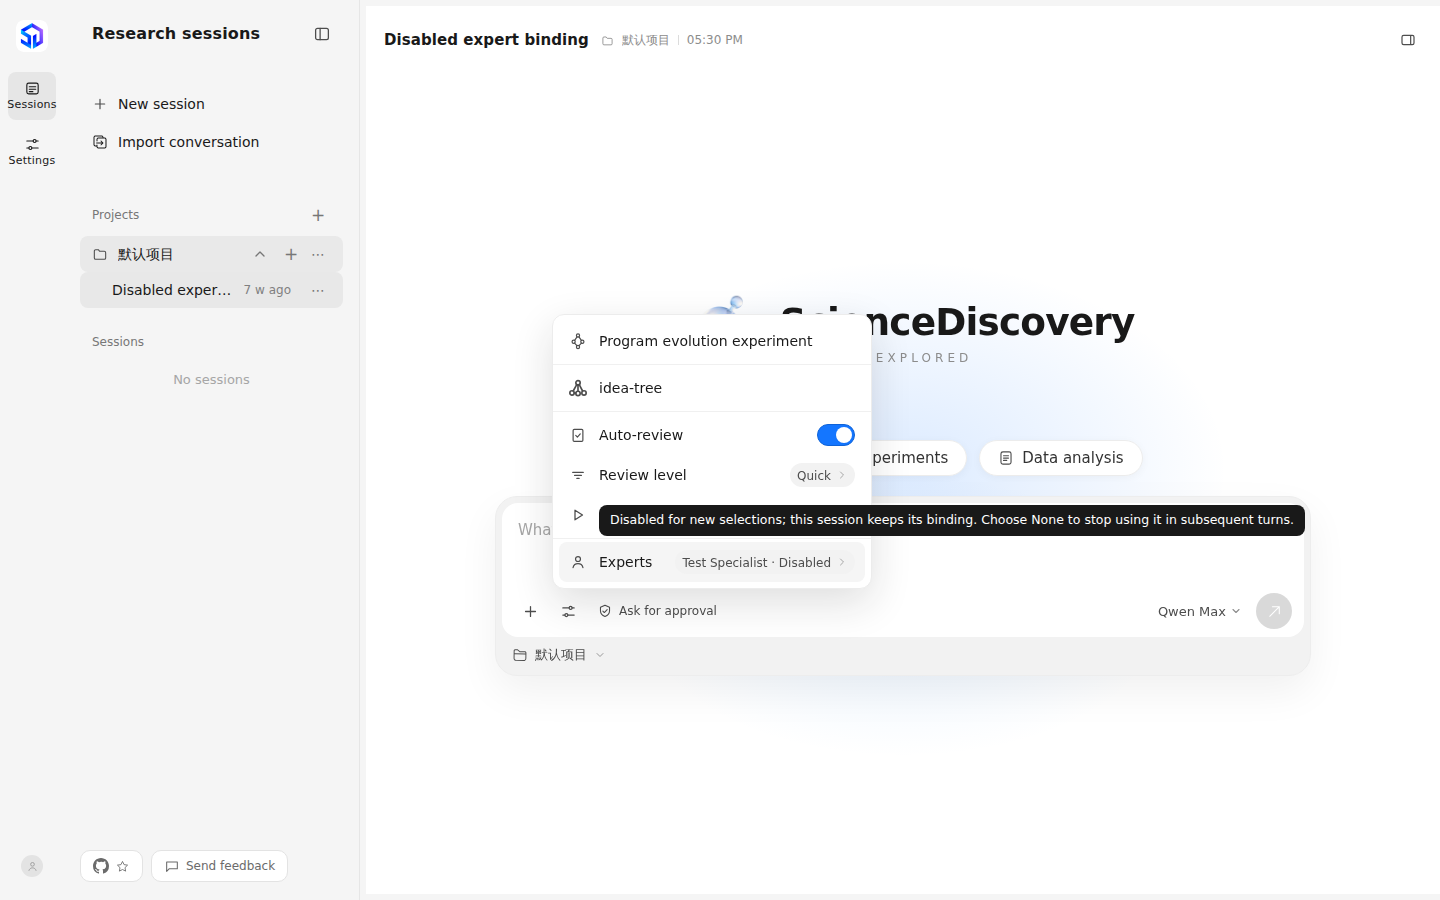 Research sessions
Sessions
Settings
New session
Import conversation
Projects
默认项目
Disabled exper... 7 w ago
Sessions
No sessions
Send feedback
Disabled expert binding 默认项目 05:30 PM
ScienceDiscovery
EXPLORED
Data analysis
Program evolution experiment
idea-tree
Auto-review
Review level Quick
Disabled for new selections; this session keeps its binding. Choose None to stop using it in subsequent turns.
Experts Test Specialist · Disabled
Ask for approval
Qwen Max
默认项目